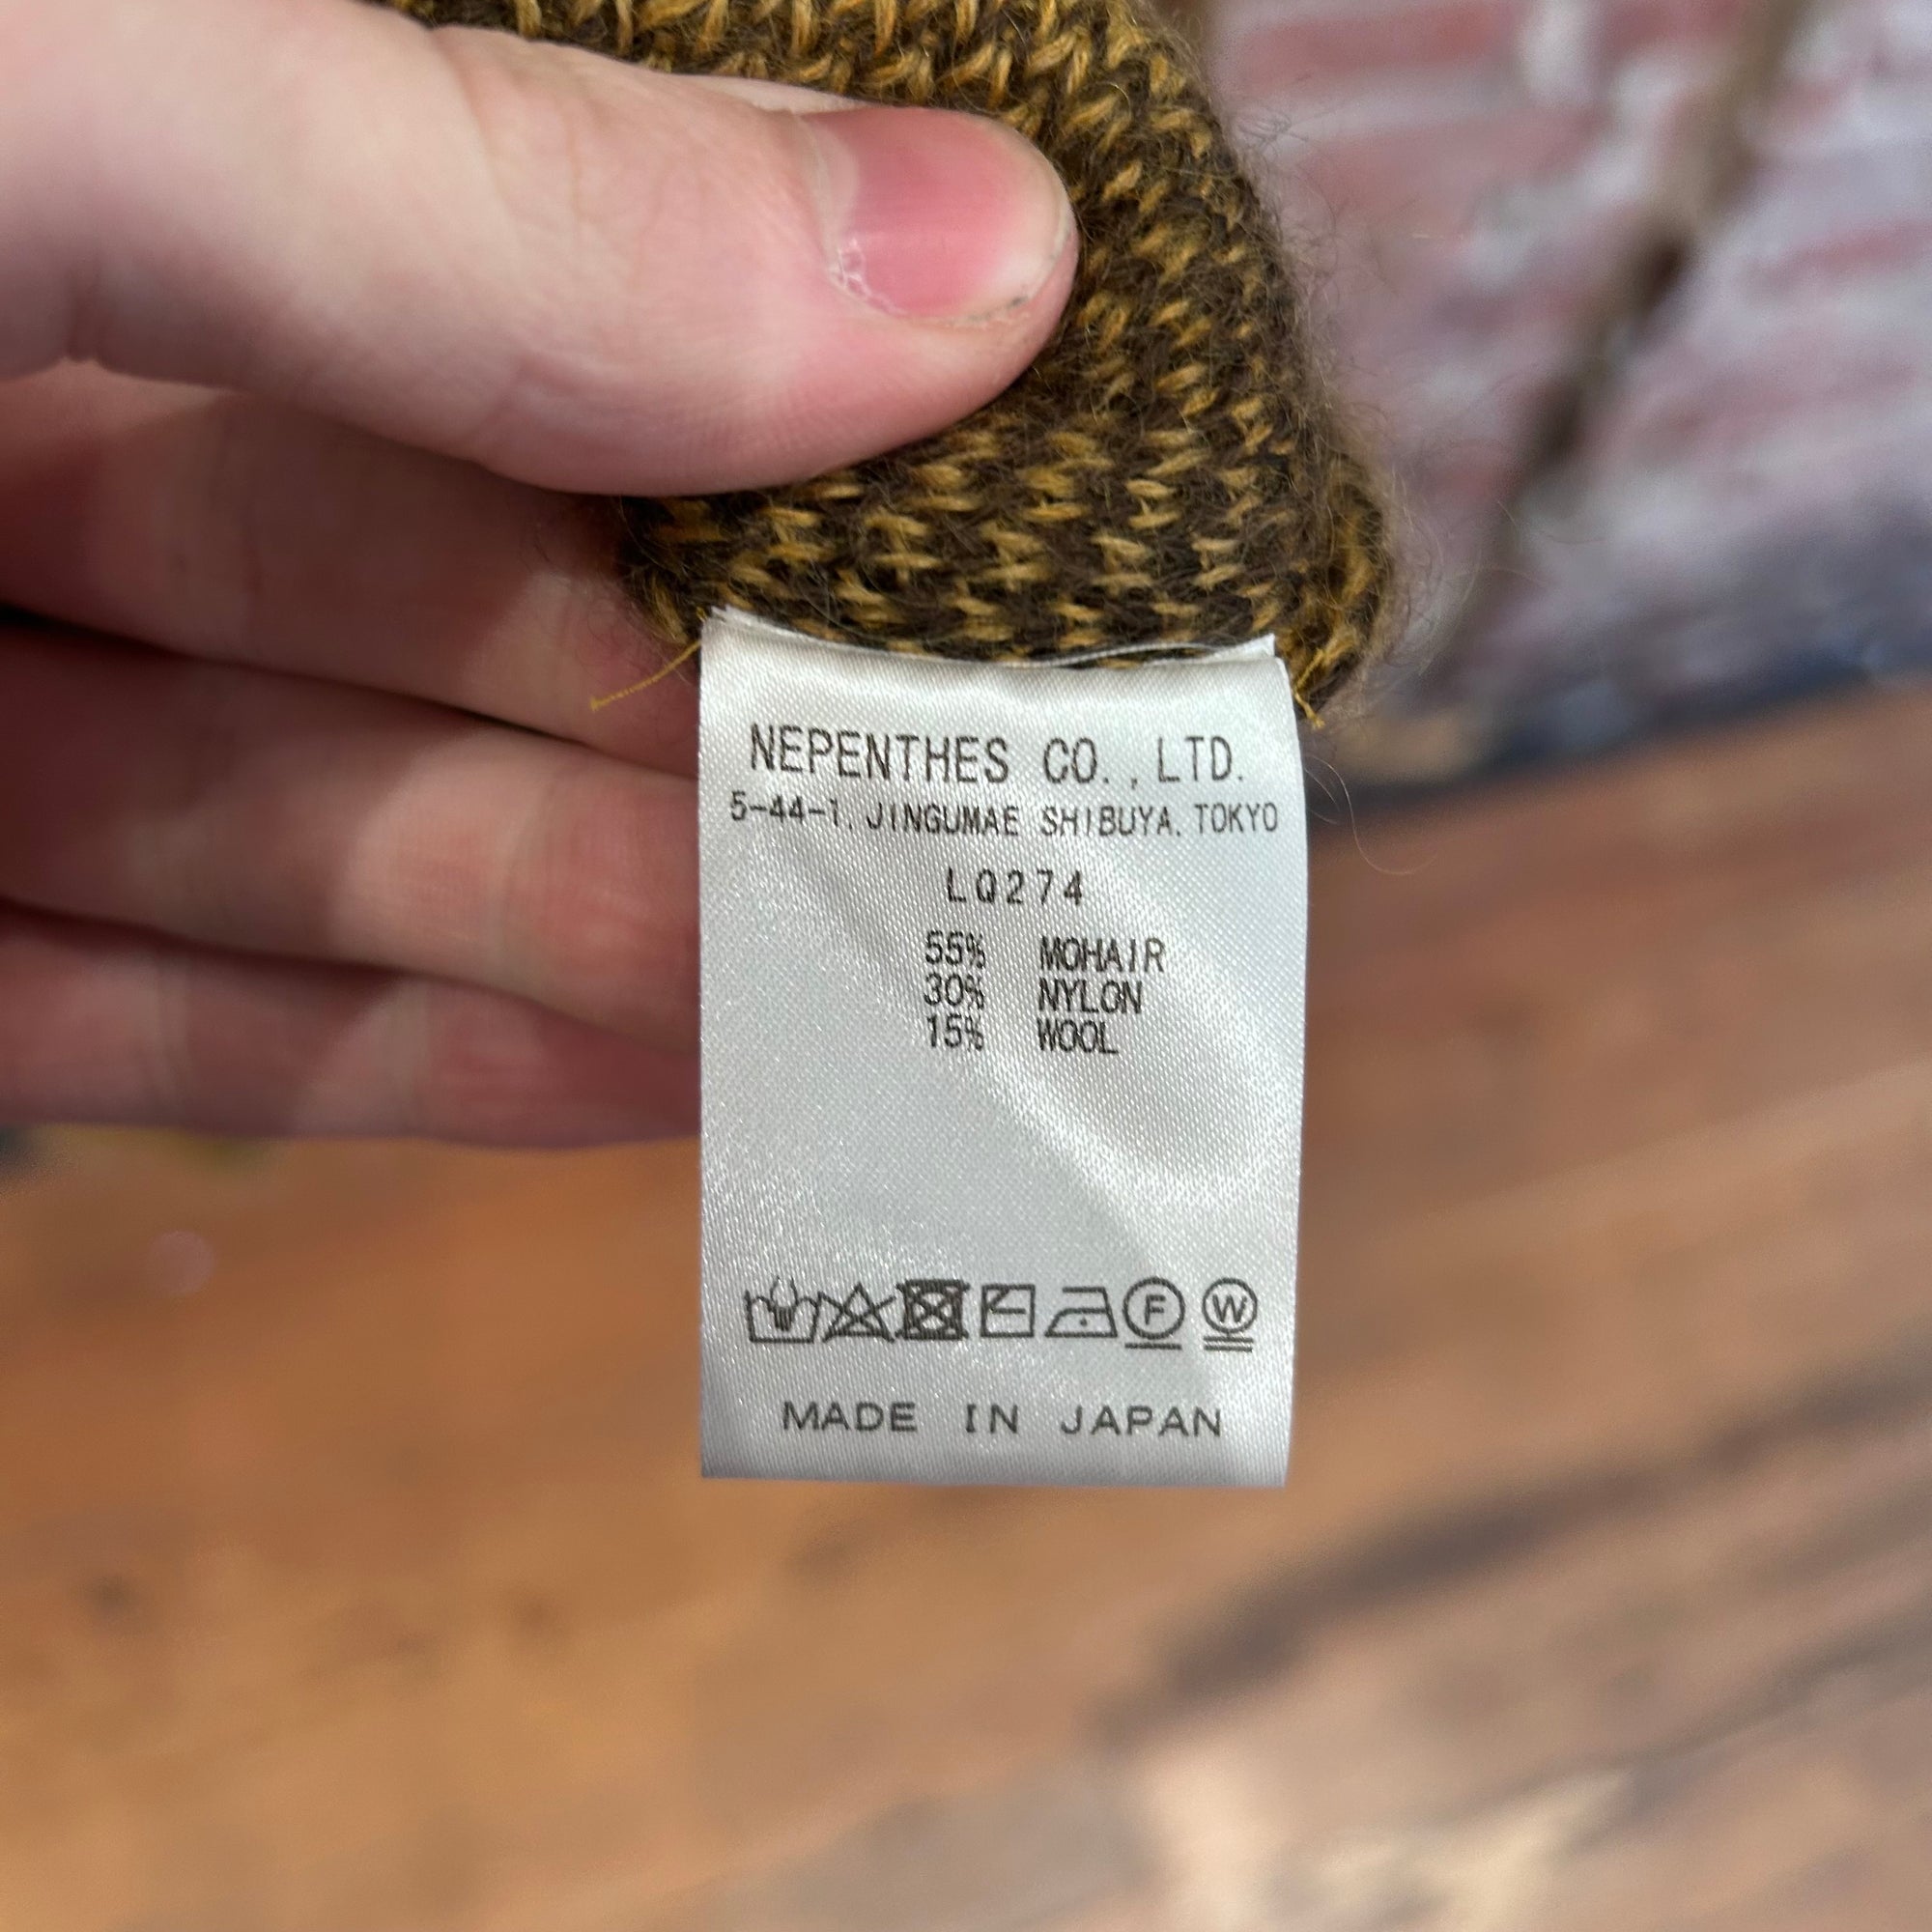 NEPENTHES CO.,LTD.
5-44-1. JINGUMAE SHIBUYA. TOKYO
LQ274
55% MOHAIR
30% NYLON
15% WOOL
F W
MADE IN JAPAN